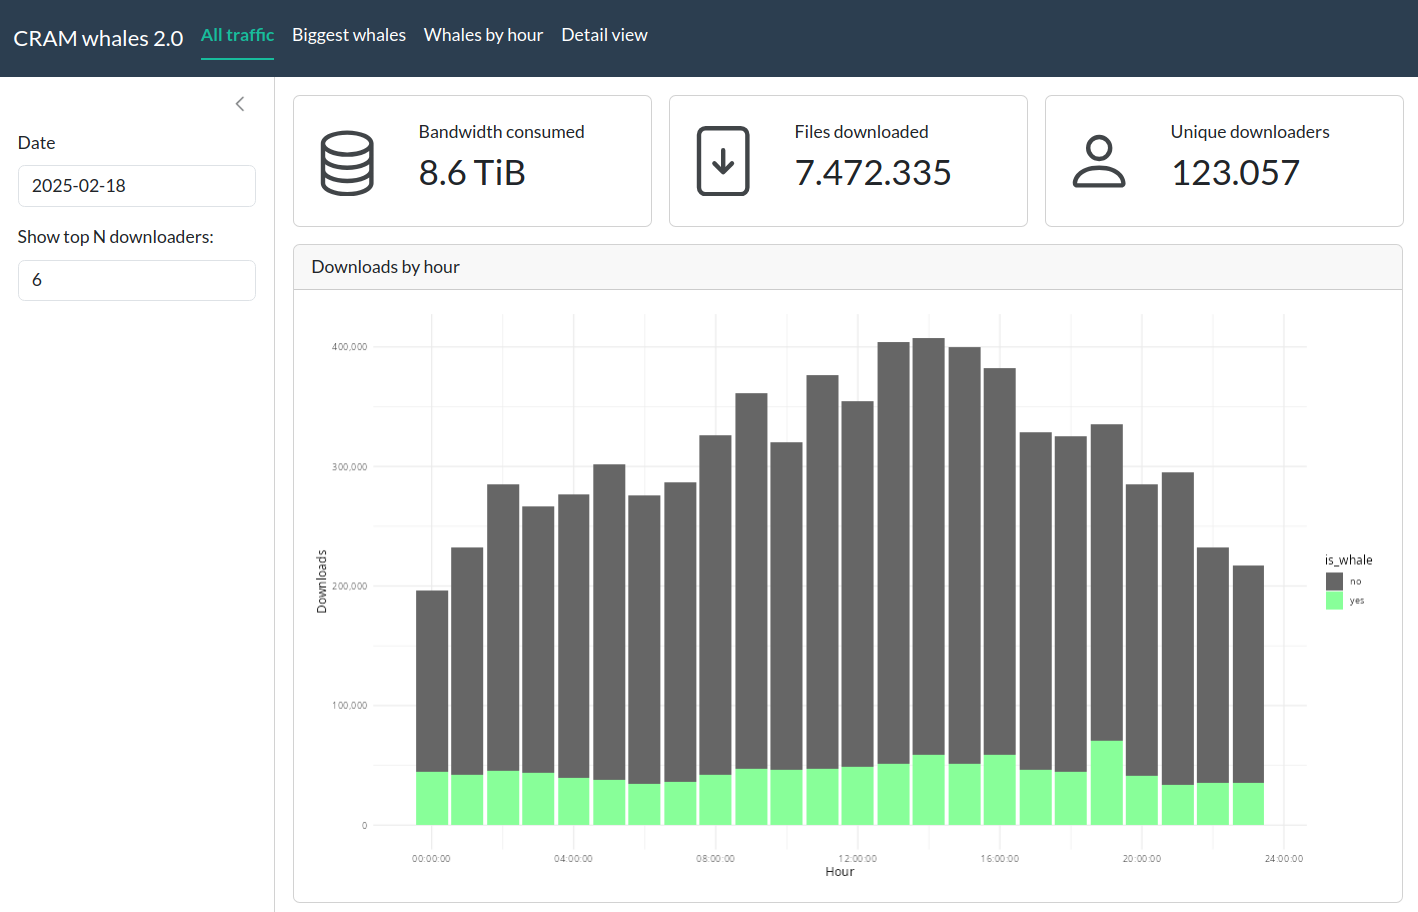 CRAM whales 2.0 All traffic Biggest whales Whales by hour Detail view
Date
2025-02-18
Show top N downloaders:
6
Bandwidth consumed
8.6 TiB
Files downloaded
7.472.335
Unique downloaders
123.057
Downloads by hour
400,000
300,000
200,000
100,000
0
Downloads
00:00:00 04:00:00 08:00:00 12:00:00 16:00:00 20:00:00 24:00:00
Hour
is_whale
no
yes